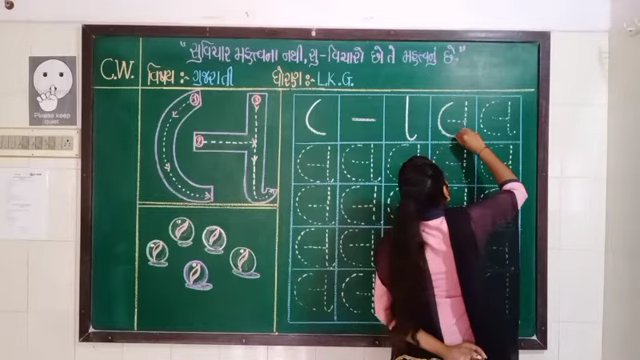 "સુવિચાર મહત્વના નથી, સુ-વિચારો છો તે મહત્વનું છે."
C.W. વિષય :- ગુજરાતી ધોરણ :- L.K.G.
Please keep quiet
લ